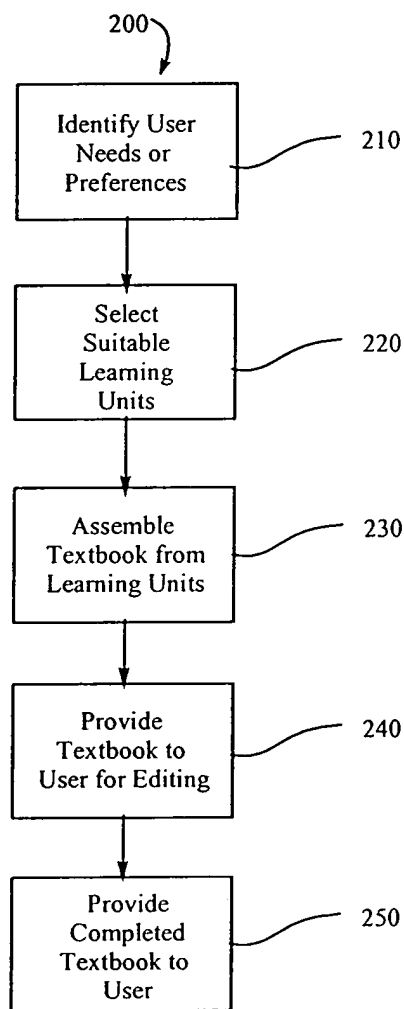 200
Identify User
Needs or
Preferences
210
Select
Suitable
Learning
Units
220
Assemble
Textbook from
Learning Units
230
Provide
Textbook to
User for Editing
240
Provide
Completed
Textbook to
User
250